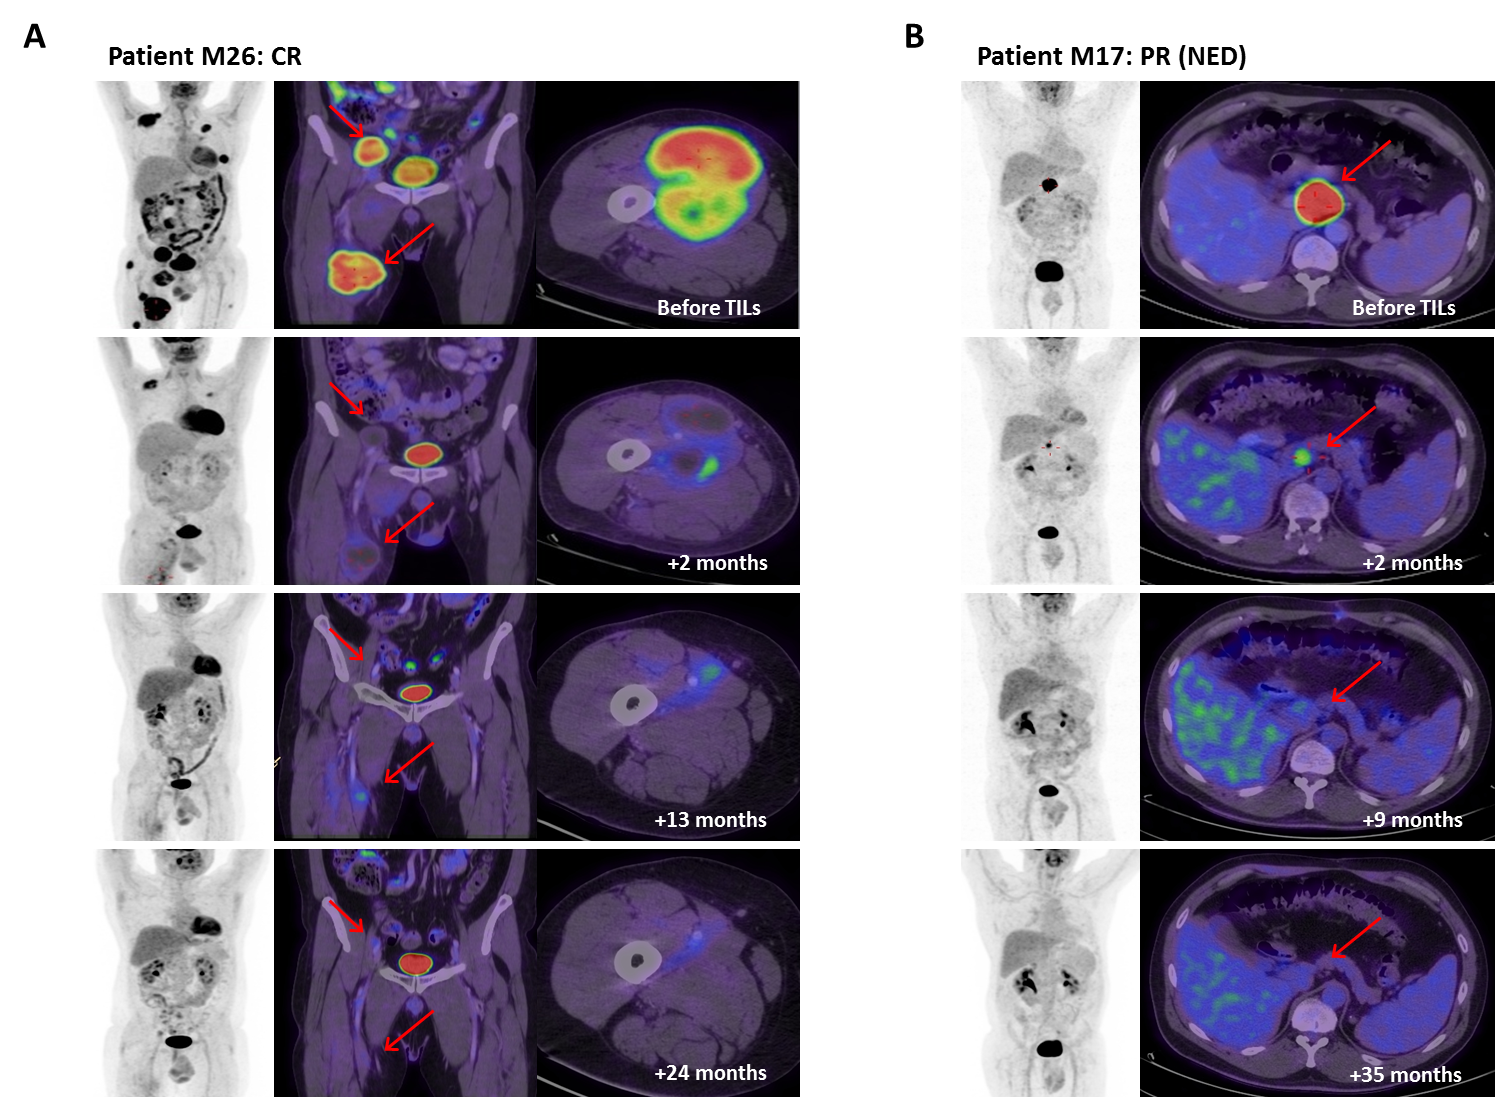 A
Patient M26: CR
Before TILs
+2 months
+13 months
+24 months
B
Patient M17: PR (NED)
Before TILs
+2 months
+9 months
+35 months